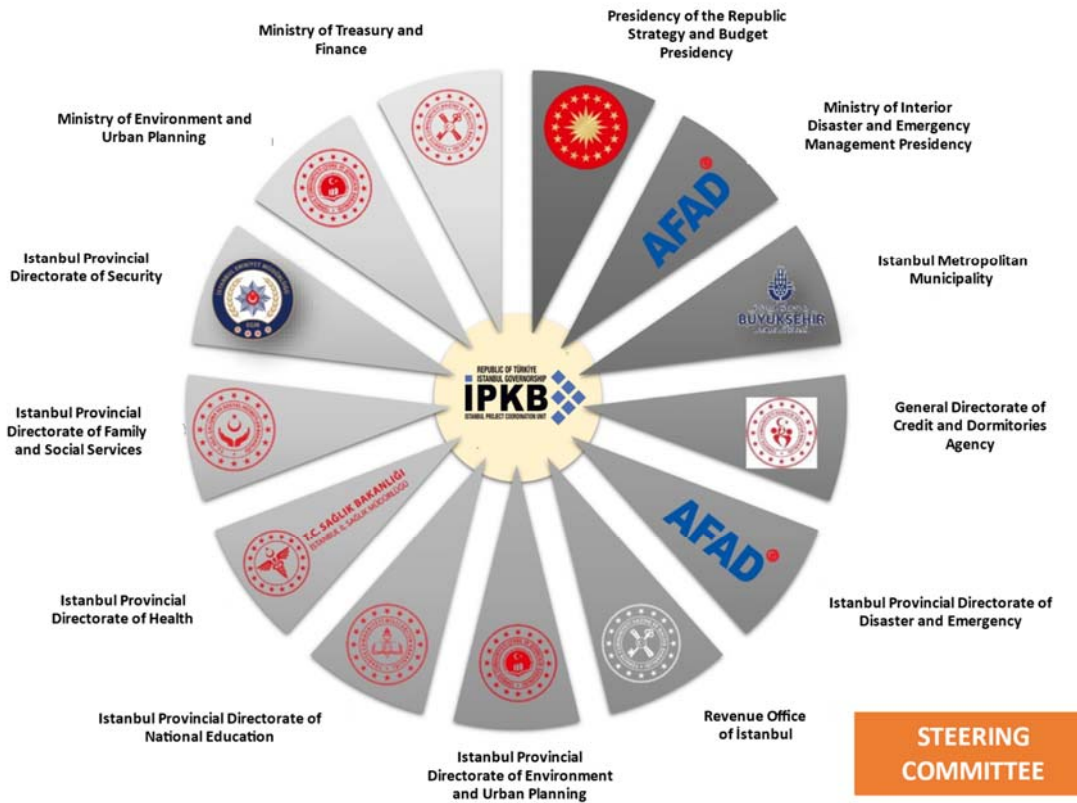 Presidency of the Republic
Strategy and Budget
Presidency
Ministry of Treasury and
Finance
Ministry of Environment and
Urban Planning
Ministry of Interior
Disaster and Emergency
Management Presidency
AFAD
Istanbul Provincial
Directorate of Security
Istanbul Metropolitan
Municipality
BÜYÜKŞEHİR
REPUBLIC OF TÜRKİYE
ISTANBUL GOVERNORSHIP
İPKB
ISTANBUL PROJECT COORDINATION UNIT
Istanbul Provincial
Directorate of Family
and Social Services
General Directorate of
Credit and Dormitories
Agency
T.C. SAĞLIK BAKANLIĞI
İSTANBUL İL SAĞLIK MÜDÜRLÜĞÜ
AFAD
Istanbul Provincial
Directorate of Health
Istanbul Provincial Directorate of
Disaster and Emergency
Istanbul Provincial Directorate of
National Education
Revenue Office
of İstanbul
Istanbul Provincial
Directorate of Environment
and Urban Planning
STEERING
COMMITTEE